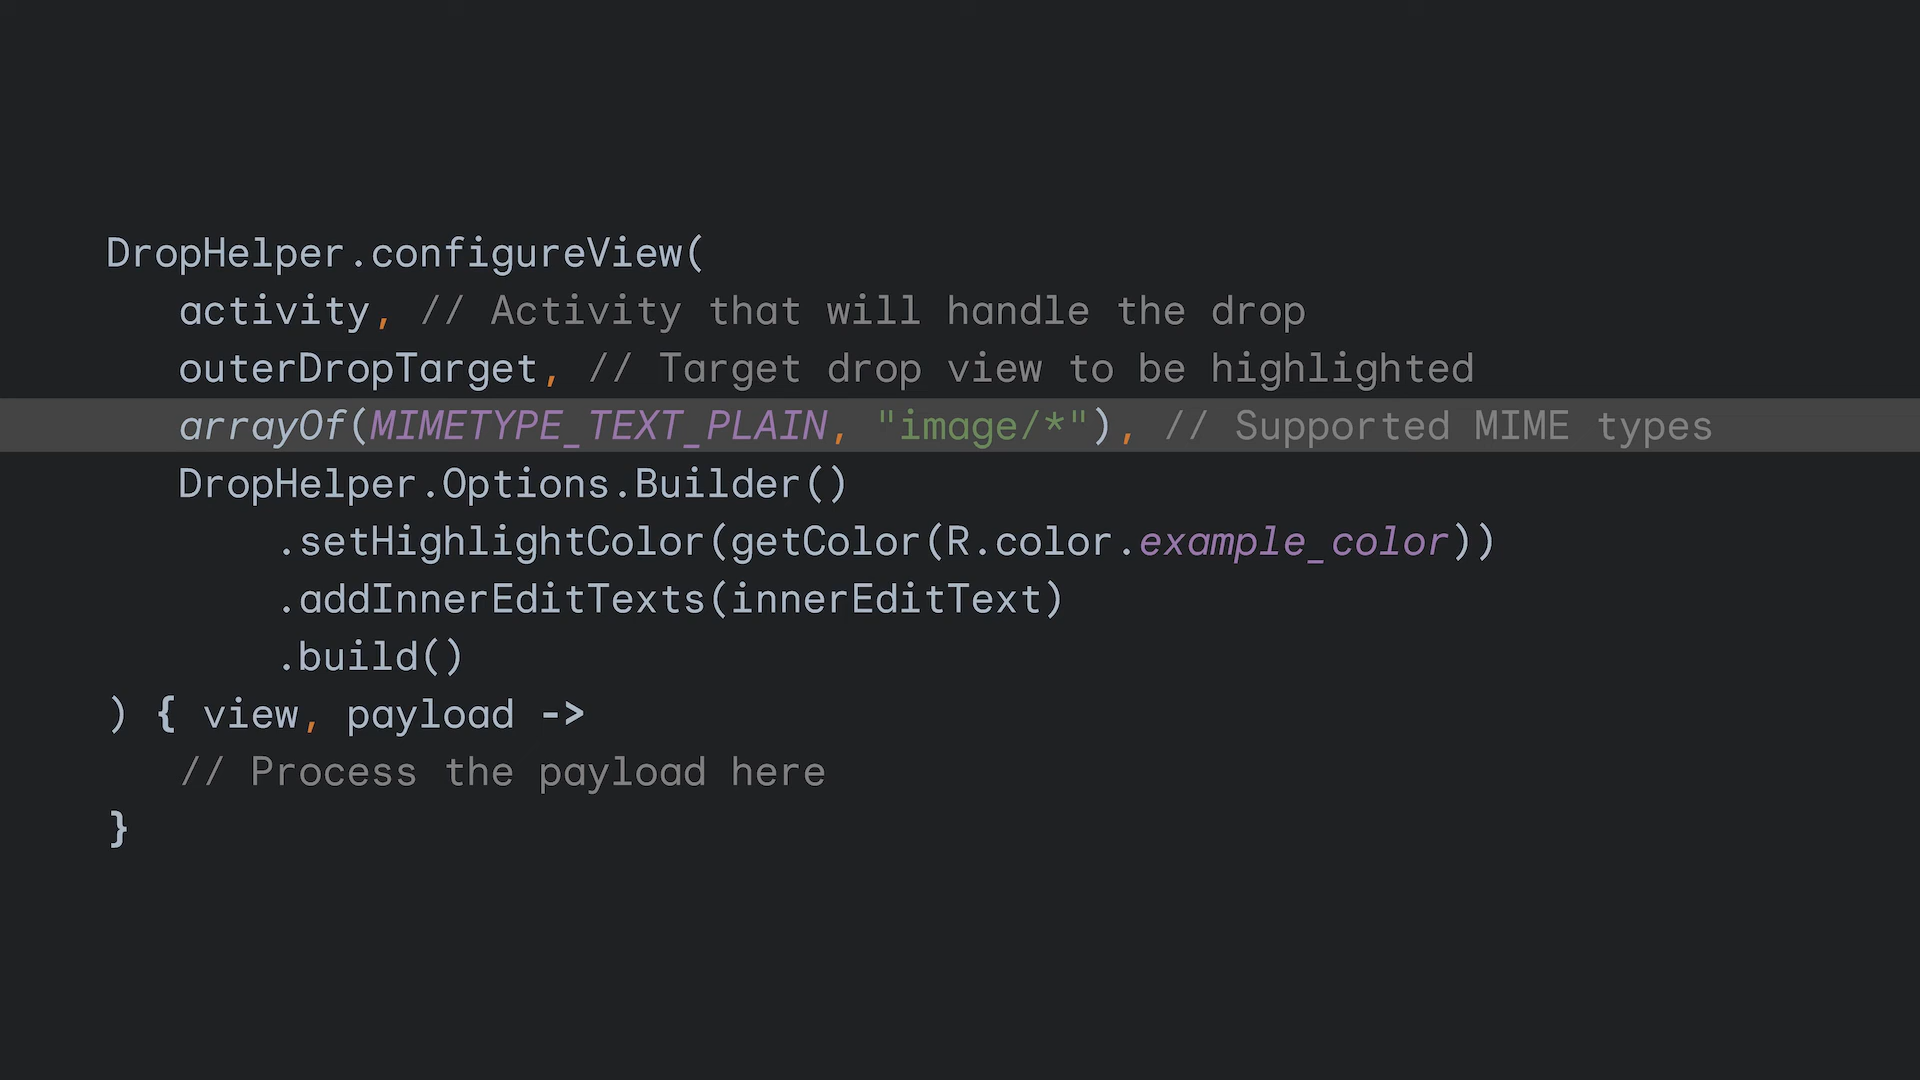 DropHelper.configureView(
activity, // Activity that will handle the drop
outerDropTarget, // Target drop view to be highlighted
arrayOf(MIMETYPE_TEXT_PLAIN, "image/*"), // Supported MIME types
DropHelper.Options.Builder()
.setHighlightColor(getColor(R.color.example_color))
.addInnerEditTexts(innerEditText)
.build()
) { view, payload ->
// Process the payload here
}